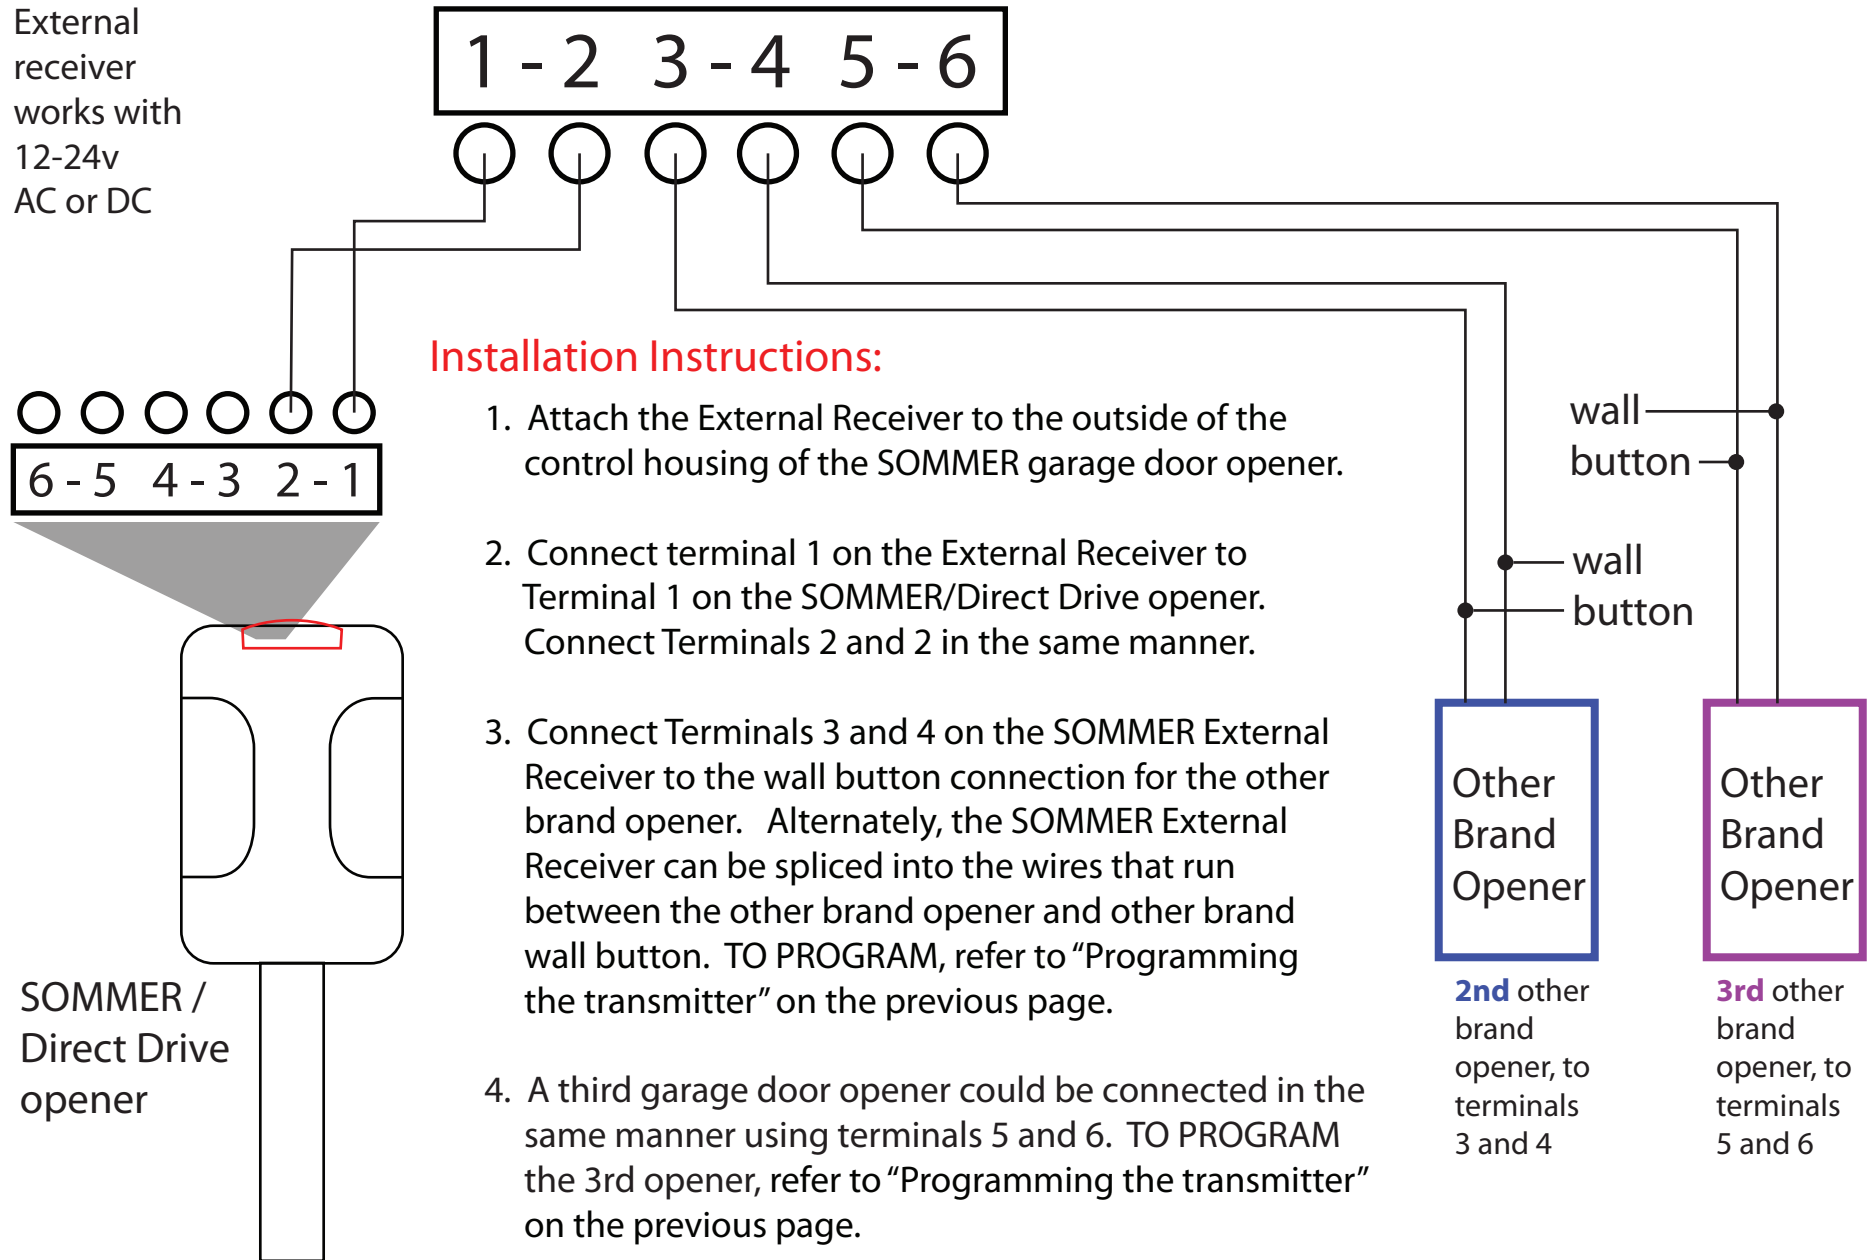 External
receiver
works with
12-24v
AC or DC
1 - 2 3 - 4 5 - 6
6 - 5 4 - 3 2 - 1
Installation Instructions:
1. Attach the External Receiver to the outside of the
control housing of the SOMMER garage door opener.
2. Connect terminal 1 on the External Receiver to
Terminal 1 on the SOMMER/Direct Drive opener.
Connect Terminals 2 and 2 in the same manner.
3. Connect Terminals 3 and 4 on the SOMMER External
Receiver to the wall button connection for the other
brand opener. Alternately, the SOMMER External
Receiver can be spliced into the wires that run
between the other brand opener and other brand
wall button. TO PROGRAM, refer to “Programming
the transmitter” on the previous page.
4. A third garage door opener could be connected in the
same manner using terminals 5 and 6. TO PROGRAM
the 3rd opener, refer to “Programming the transmitter”
on the previous page.
SOMMER /
Direct Drive
opener
wall
button
wall
button
Other
Brand
Opener
2nd other
brand
opener, to
terminals
3 and 4
Other
Brand
Opener
3rd other
brand
opener, to
terminals
5 and 6